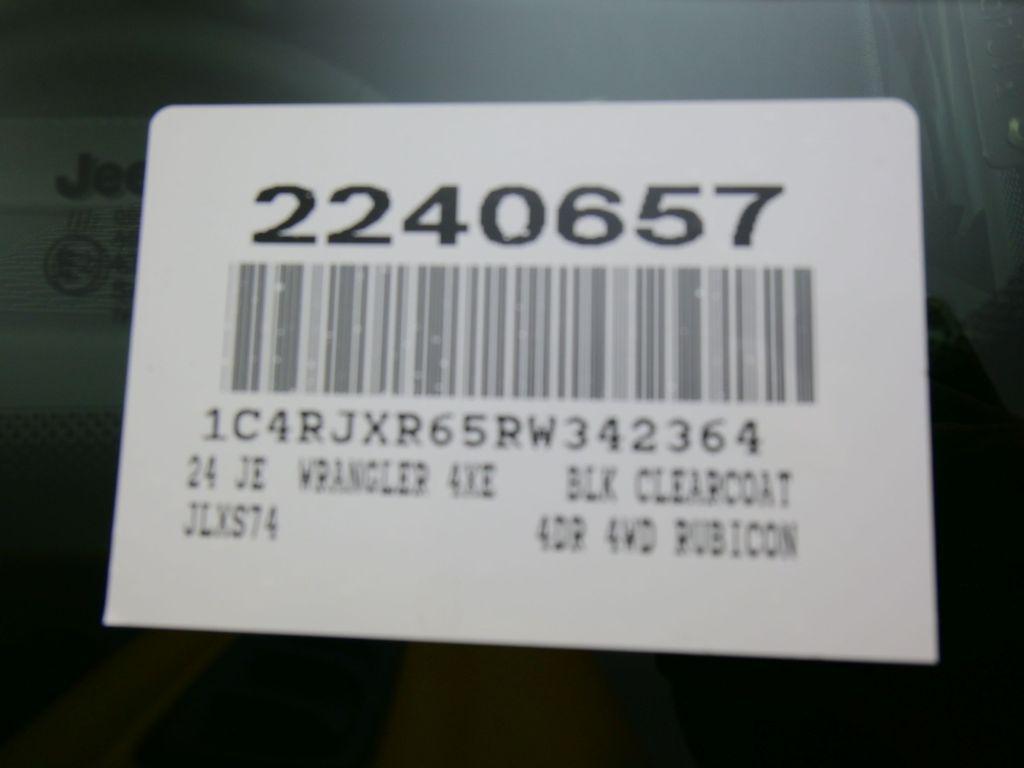 2240657
1C4RJXR65RW342364
24 JE WRANGLER 4XE BLK CLEARCOAT
JLXS74 4DR 4WD RUBICON